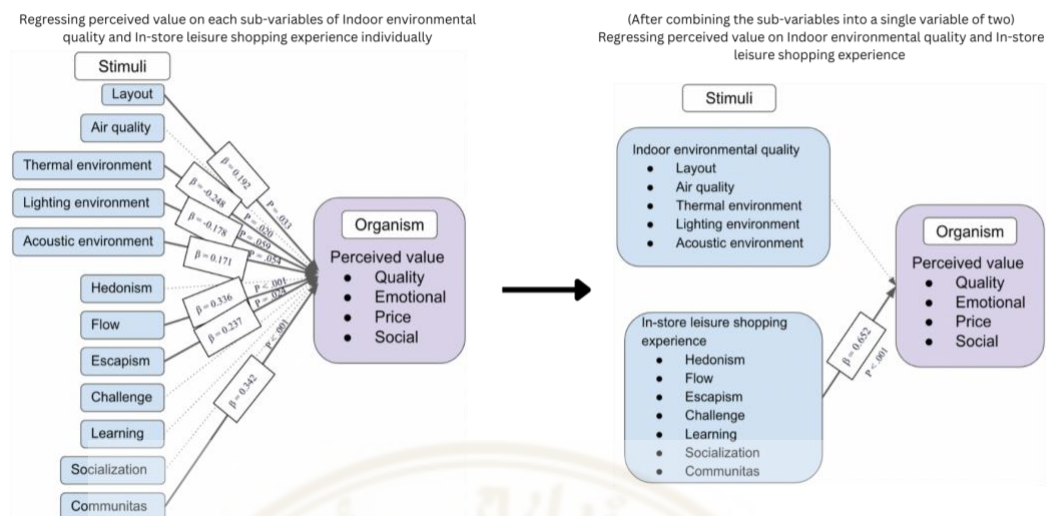 Regressing perceived value on each sub-variables of Indoor environmental
quality and In-store leisure shopping experience individually
Stimuli
Layout
Air quality
Thermal environment
Lighting environment
Acoustic environment
Hedonism
Flow
Escapism
Challenge
Learning
Socialization
Communitas
β = 0.192
P = .033
β = -0.248
P = .020
β = -0.178
P = .059
β = 0.171
P = .054
β = 0.336
P < .001
β = 0.237
P = .024
β = 0.342
P < .001
Organism
Perceived value
• Quality
• Emotional
• Price
• Social
(After combining the sub-variables into a single variable of two)
Regressing perceived value on Indoor environmental quality and In-store
leisure shopping experience
Stimuli
Indoor environmental quality
• Layout
• Air quality
• Thermal environment
• Lighting environment
• Acoustic environment
In-store leisure shopping
experience
• Hedonism
• Flow
• Escapism
• Challenge
• Learning
• Socialization
• Communitas
β = 0.652
P < .001
Organism
Perceived value
• Quality
• Emotional
• Price
• Social